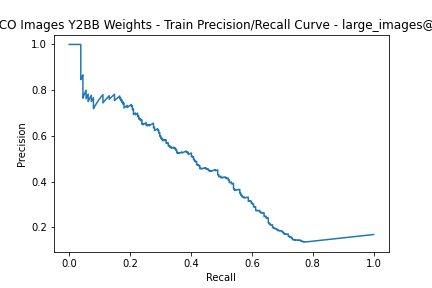 CO Images Y2BB Weights - Train Precision/Recall Curve - large_images@
1.0
0.8
0.6
0.4
0.2
Precision
0.0 0.2 0.4 0.6 0.8 1.0
Recall